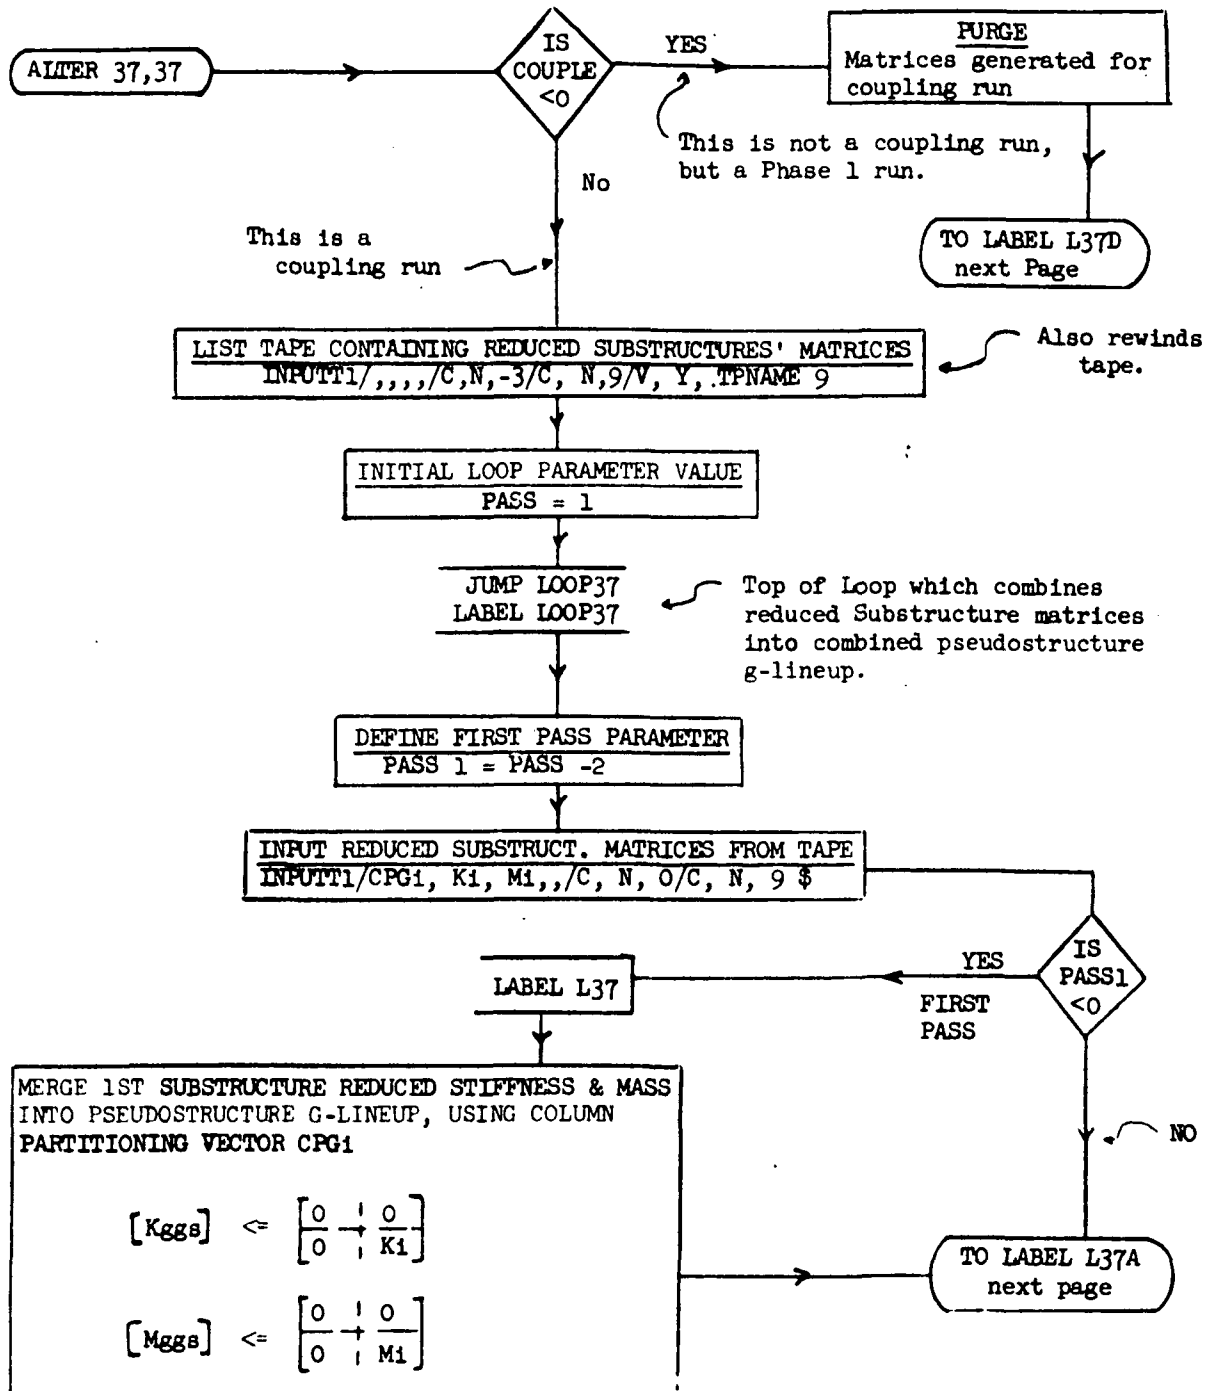 ALTER 37,37
IS
COUPLE
<0
YES
PURGE
Matrices generated for
coupling run
This is not a coupling run,
but a Phase 1 run.
No
TO LABEL L37D
next Page
This is a
coupling run
LIST TAPE CONTAINING REDUCED SUBSTRUCTURES' MATRICES
INPUTT1/,,,,/C,N,-3/C, N,9/V, Y, .TPNAME 9
Also rewinds
tape.
INITIAL LOOP PARAMETER VALUE
PASS = 1
JUMP LOOP37
LABEL LOOP37
Top of Loop which combines
reduced Substructure matrices
into combined pseudostructure
g-lineup.
DEFINE FIRST PASS PARAMETER
PASS 1 = PASS -2
INPUT REDUCED SUBSTRUCT. MATRICES FROM TAPE
INPUTT1/CPGi, Ki, Mi,,/C, N, O/C, N, 9 $
IS
PASS1
<0
YES
FIRST
PASS
LABEL L37
NO
MERGE 1ST SUBSTRUCTURE REDUCED STIFFNESS & MASS
INTO PSEUDOSTRUCTURE G-LINEUP, USING COLUMN
PARTITIONING VECTOR CPGi
[Kggs] <= [0 | 0
0 | Ki]
[Mggs] <= [0 | 0
0 | Mi]
TO LABEL L37A
next page